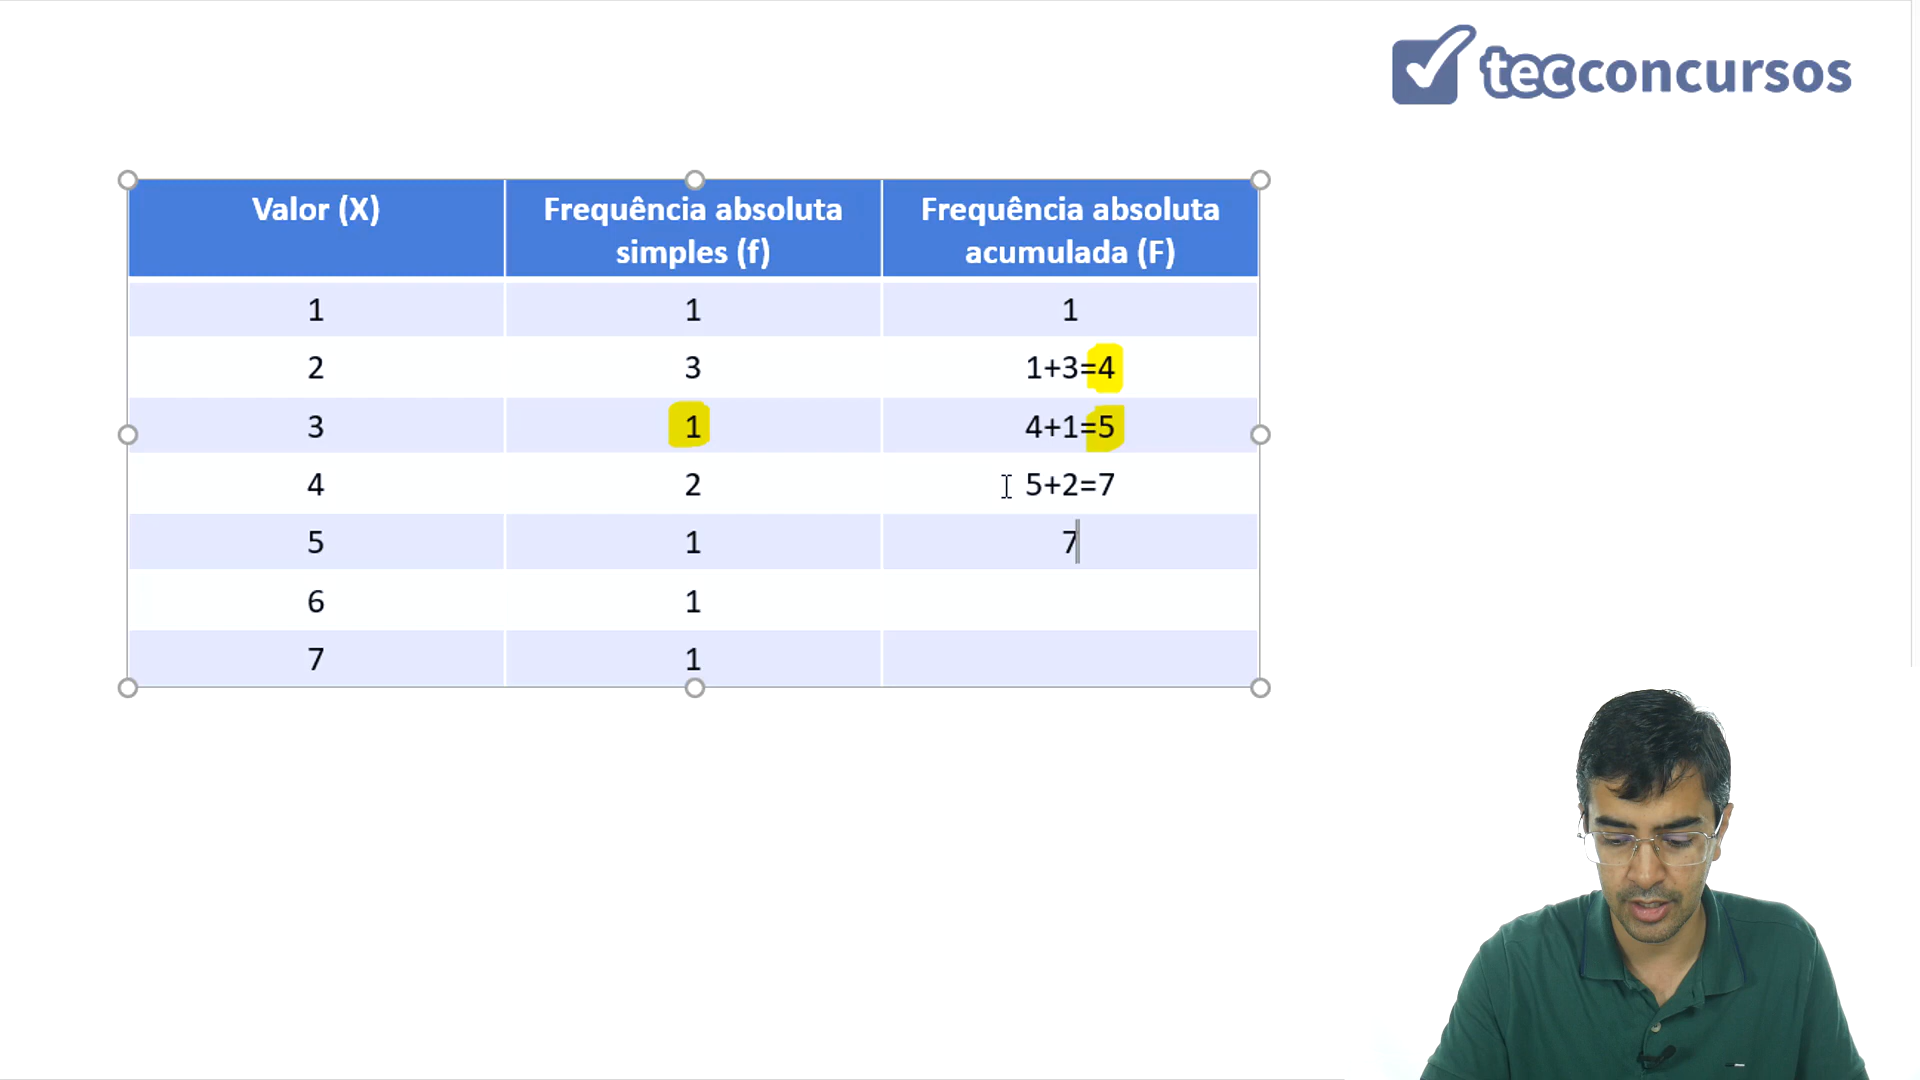 tecconcursos
Valor (X) Frequência absoluta simples (f) Frequência absoluta acumulada (F)
1 1 1
2 3 1+3=4
3 1 4+1=5
4 2 5+2=7
5 1 7
6 1
7 1